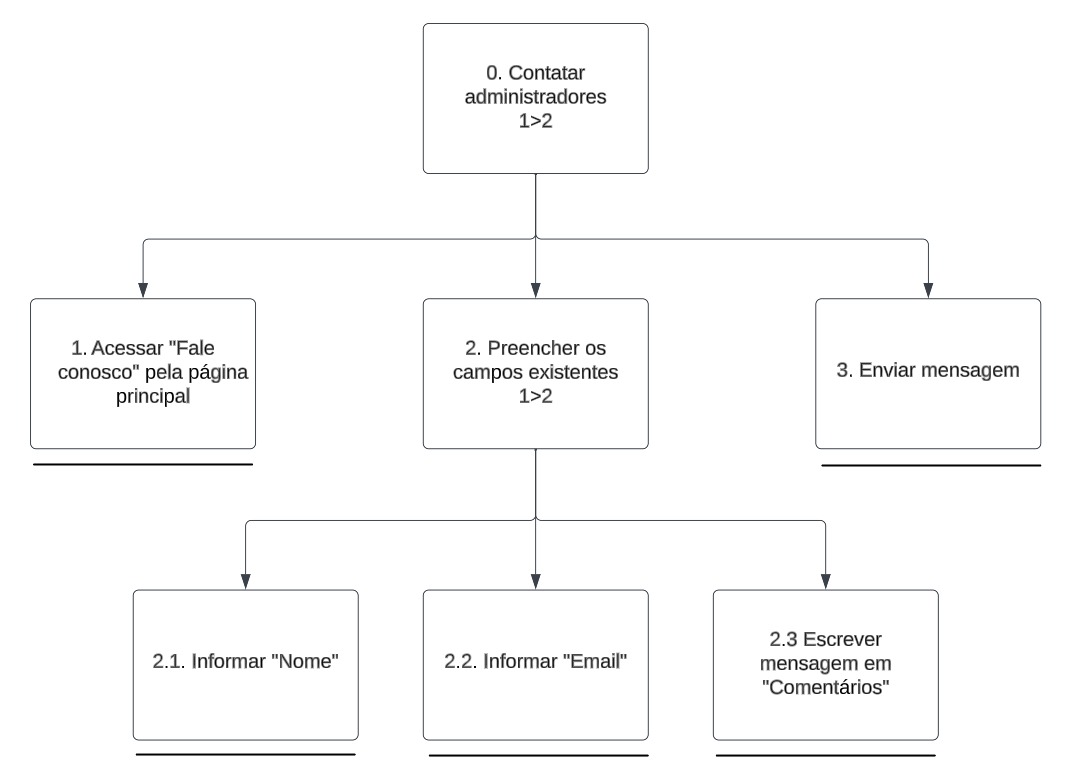 0. Contatar
administradores
1>2
1. Acessar "Fale
conosco" pela página
principal
2. Preencher os
campos existentes
1>2
3. Enviar mensagem
2.1. Informar "Nome"
2.2. Informar "Email"
2.3 Escrever
mensagem em
"Comentários"